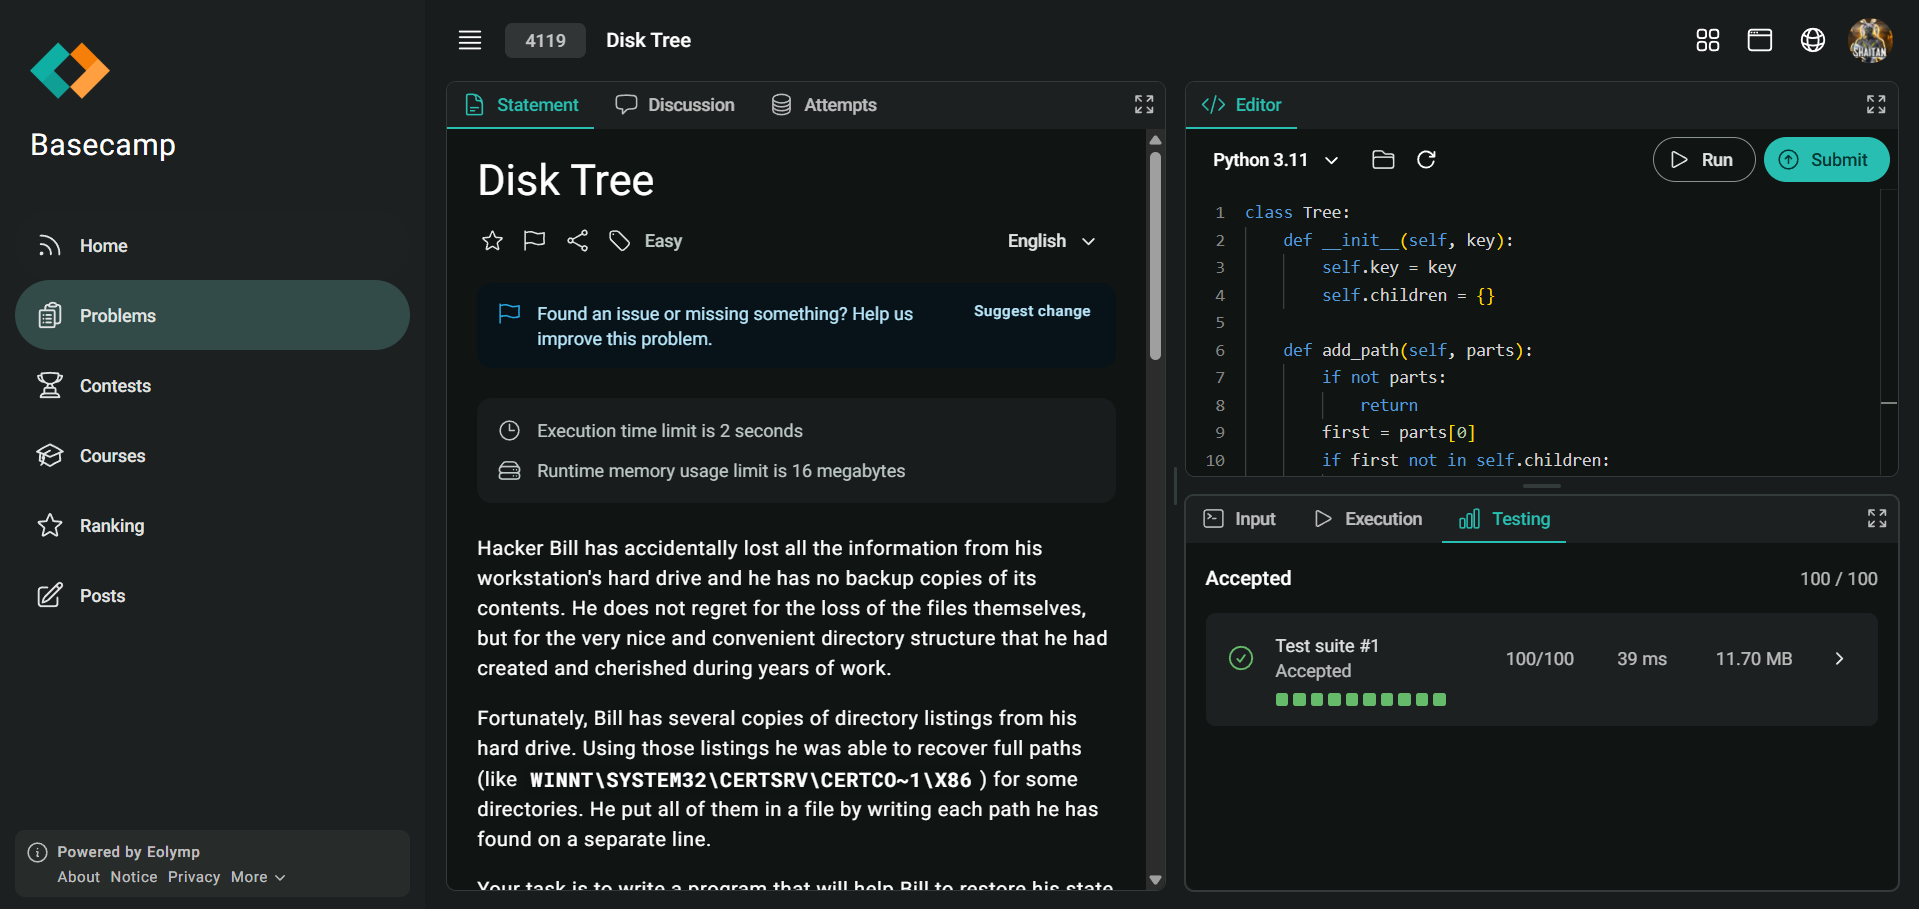 Basecamp
Home
Problems
Contests
Courses
Ranking
Posts
Powered by Eolymp
About Notice Privacy More
4119 Disk Tree
Statement Discussion Attempts
Disk Tree
Easy English
Found an issue or missing something? Help us
improve this problem.
Suggest change
Execution time limit is 2 seconds
Runtime memory usage limit is 16 megabytes
Hacker Bill has accidentally lost all the information from his
workstation's hard drive and he has no backup copies of its
contents. He does not regret for the loss of the files themselves,
but for the very nice and convenient directory structure that he had
created and cherished during years of work.
Fortunately, Bill has several copies of directory listings from his
hard drive. Using those listings he was able to recover full paths
(like WINNT\SYSTEM32\CERTSRV\CERTCO~1\X86 ) for some
directories. He put all of them in a file by writing each path he has
found on a separate line.
Your task is to write a program that will help Bill to restore his state
SHAITAN
Editor
Python 3.11 Run Submit
1 class Tree:
2 def __init__(self, key):
3 self.key = key
4 self.children = {}
5
6 def add_path(self, parts):
7 if not parts:
8 return
9 first = parts[0]
10 if first not in self.children:
Input Execution Testing
Accepted 100 / 100
Test suite #1
Accepted
100/100 39 ms 11.70 MB